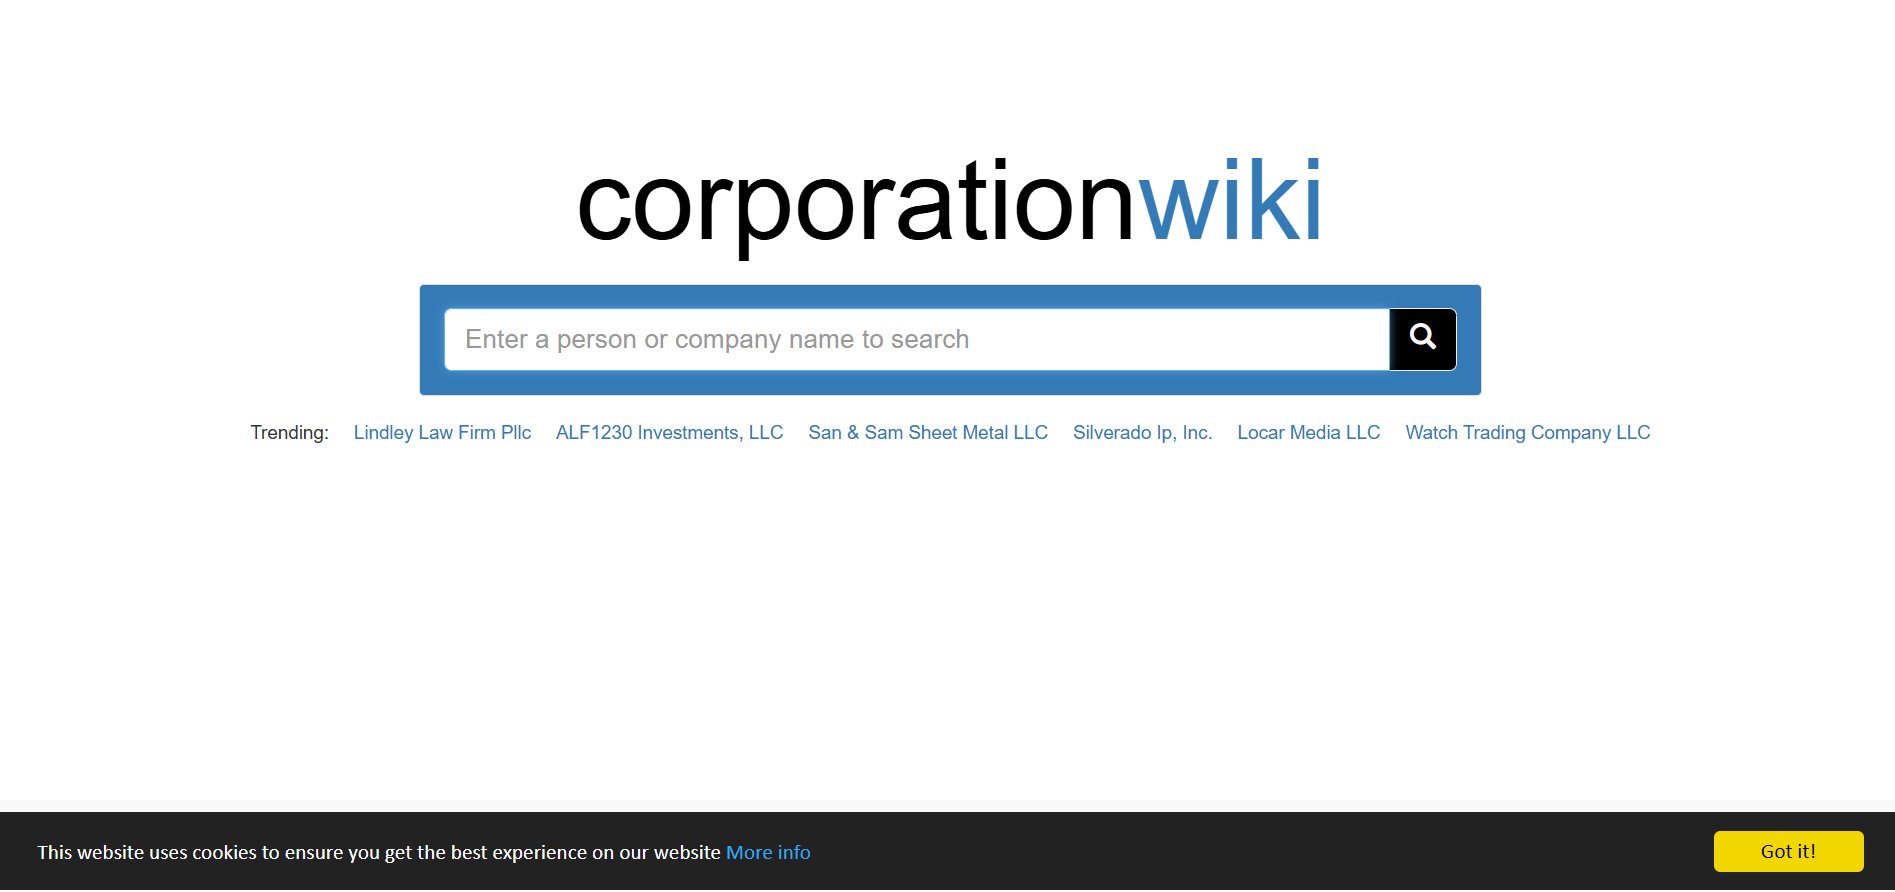 corporationwiki
Enter a person or company name to search
Trending: Lindley Law Firm Pllc ALF1230 Investments, LLC San & Sam Sheet Metal LLC Silverado Ip, Inc. Locar Media LLC Watch Trading Company LLC
This website uses cookies to ensure you get the best experience on our website More info Got it!